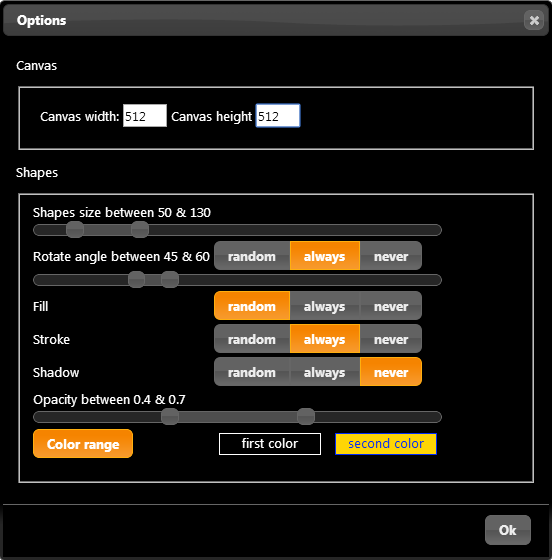 Options
Canvas
Canvas width: 512 Canvas height 512
Shapes
Shapes size between 50 & 130
Rotate angle between 45 & 60 random always never
Fill random always never
Stroke random always never
Shadow random always never
Opacity between 0.4 & 0.7
Color range first color second color
Ok